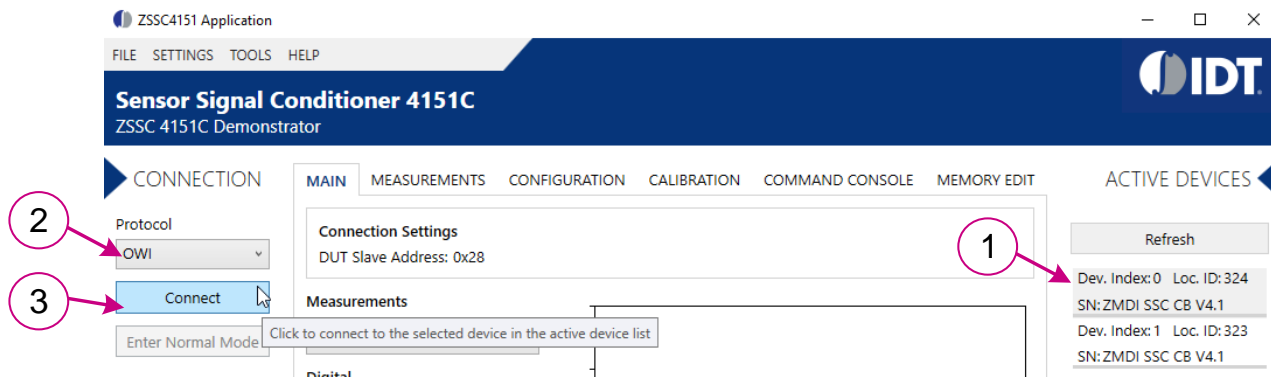 ZSSC4151 Application
FILE SETTINGS TOOLS HELP
IDT.
Sensor Signal Conditioner 4151C
ZSSC 4151C Demonstrator
CONNECTION
MAIN MEASUREMENTS CONFIGURATION CALIBRATION COMMAND CONSOLE MEMORY EDIT
ACTIVE DEVICES
2
Protocol
OWI
3
Connect
Enter Normal Mode
Connection Settings
DUT Slave Address: 0x28
Measurements
Click to connect to the selected device in the active device list
Digital
1
Refresh
Dev. Index: 0 Loc. ID: 324
SN: ZMDI SSC CB V4.1
Dev. Index: 1 Loc. ID: 323
SN: ZMDI SSC CB V4.1